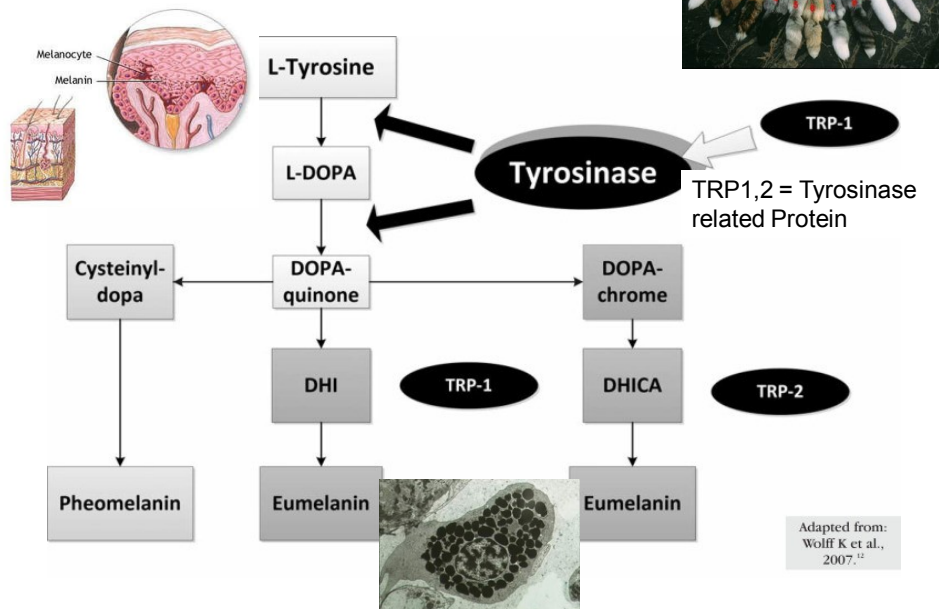 Melanocyte
Melanin
L-Tyrosine
TRP-1
Tyrosinase
L-DOPA
TRP1,2 = Tyrosinase
related Protein
Cysteinyl-
dopa
DOPA-
quinone
DOPA-
chrome
DHI
TRP-1
DHICA
TRP-2
Pheomelanin
Eumelanin
Eumelanin
Adapted from:
Wolff K et al.,
2007.¹²